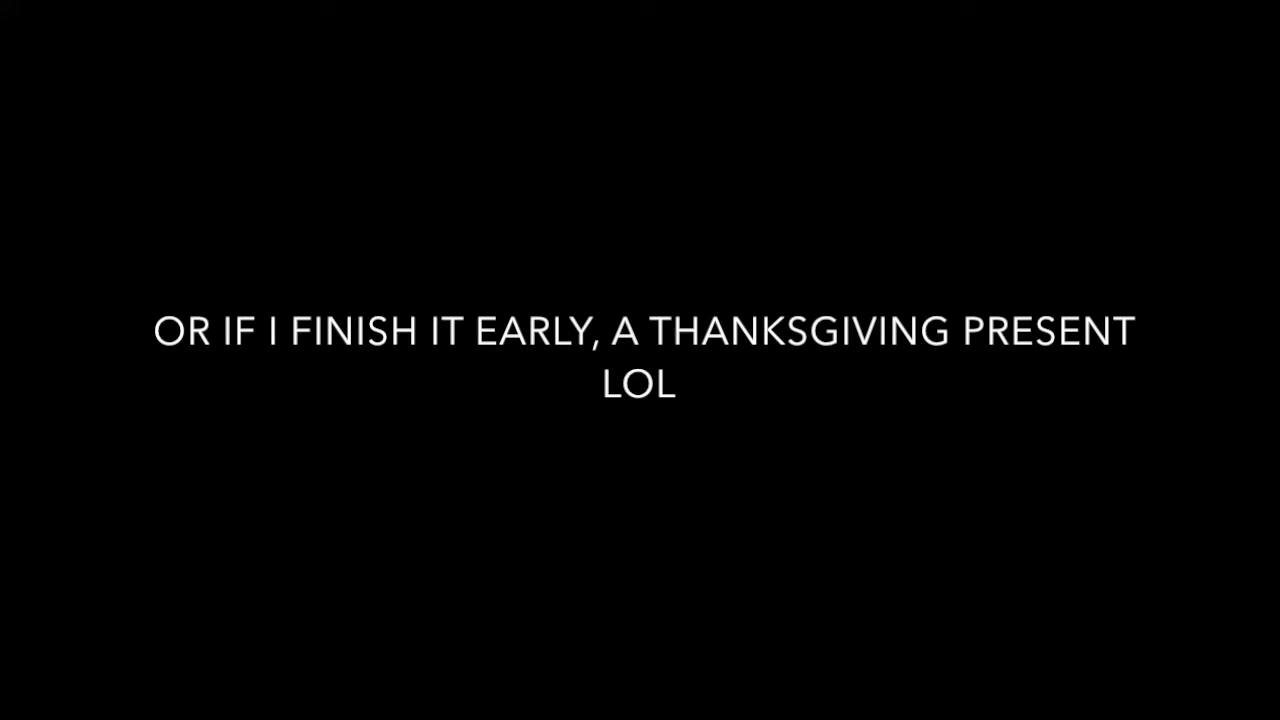 OR IF I FINISH IT EARLY, A THANKSGIVING PRESENT
LOL